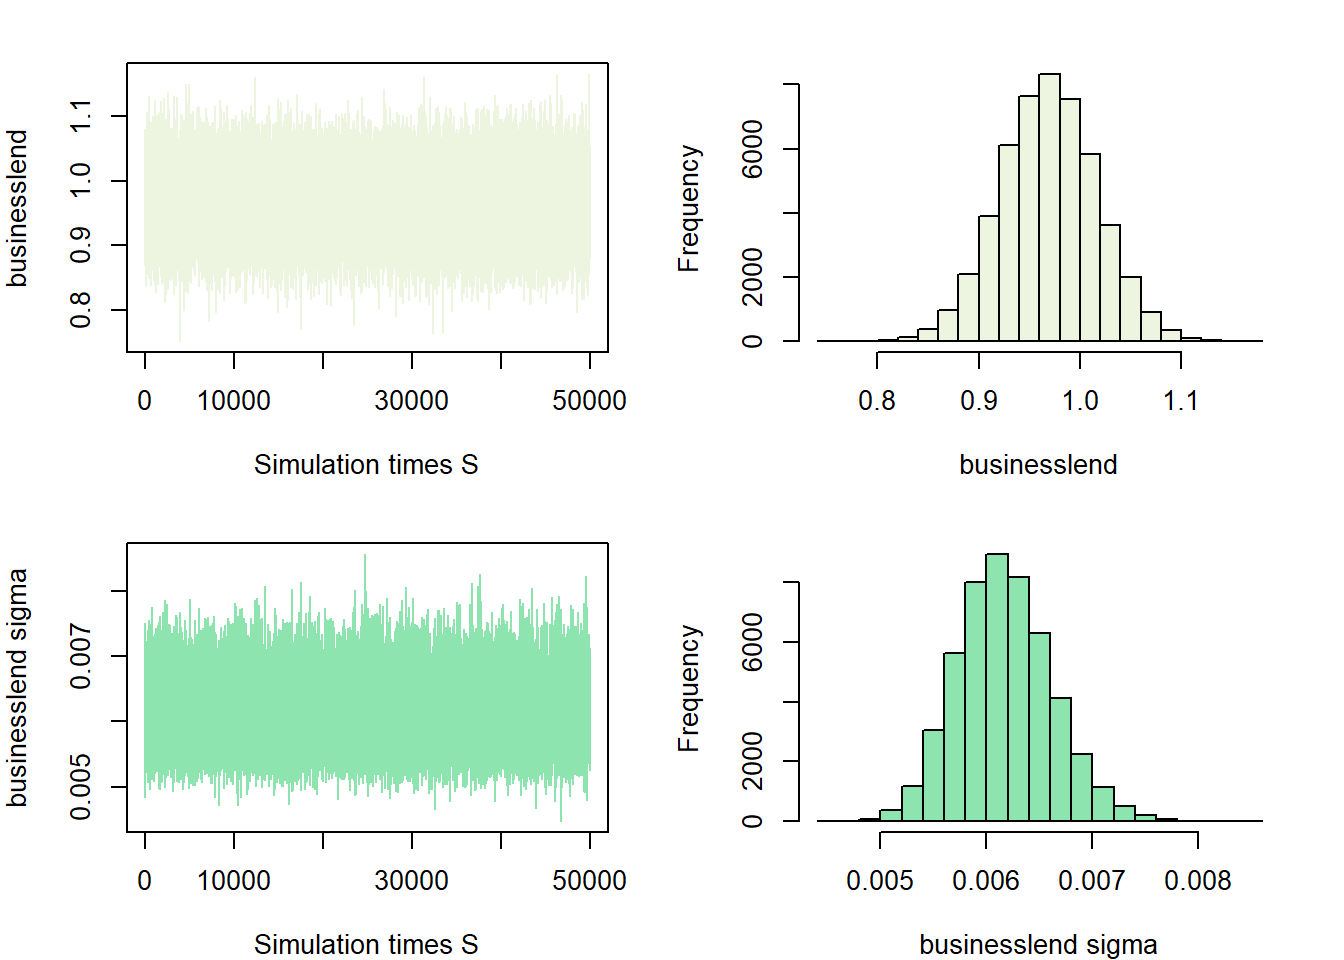 businesslend
0.8 0.9 1.0 1.1
0 10000 30000 50000
Simulation times S
Frequency
0 2000 6000
0.8 0.9 1.0 1.1
businesslend
businesslend sigma
0.005 0.007
0 10000 30000 50000
Simulation times S
Frequency
0 2000 6000
0.005 0.006 0.007 0.008
businesslend sigma